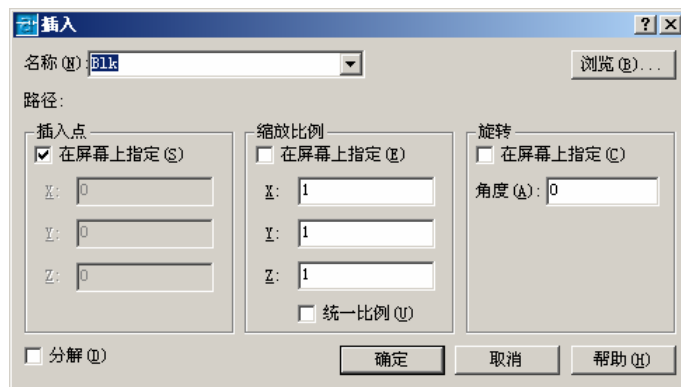 插入
名称(N): Blk 浏览(B)...
路径:
插入点 缩放比例 旋转
在屏幕上指定(S) 在屏幕上指定(E) 在屏幕上指定(C)
X: 0 X: 1 角度(A): 0
Y: 0 Y: 1
Z: 0 Z: 1
统一比例(U)
分解(D) 确定 取消 帮助(H)